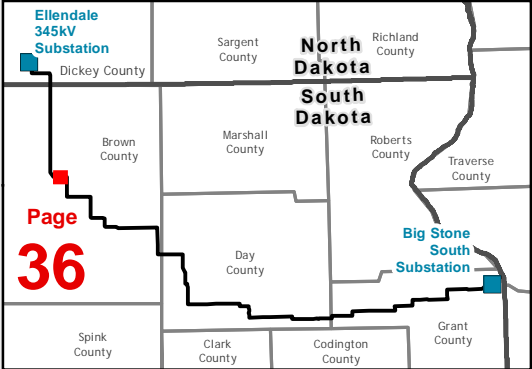 Ellendale
345kV
Substation
Dickey County
Sargent
County
North
Dakota
Richland
County
South
Dakota
Brown
County
Marshall
County
Roberts
County
Traverse
County
Page
36
Day
County
Big Stone
South
Substation
Spink
County
Clark
County
Codington
County
Grant
County